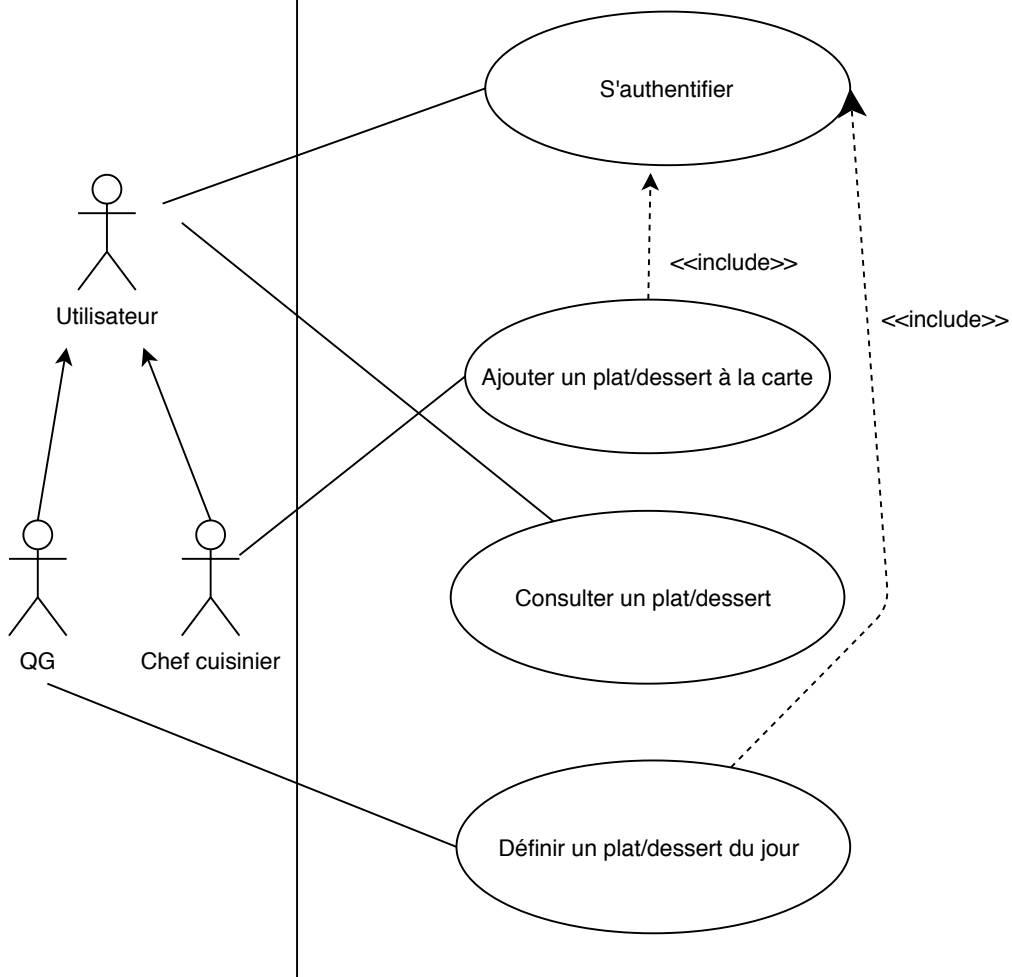 S'authentifier
<<include>>
Utilisateur
<<include>>
Ajouter un plat/dessert à la carte
Consulter un plat/dessert
QG
Chef cuisinier
Définir un plat/dessert du jour